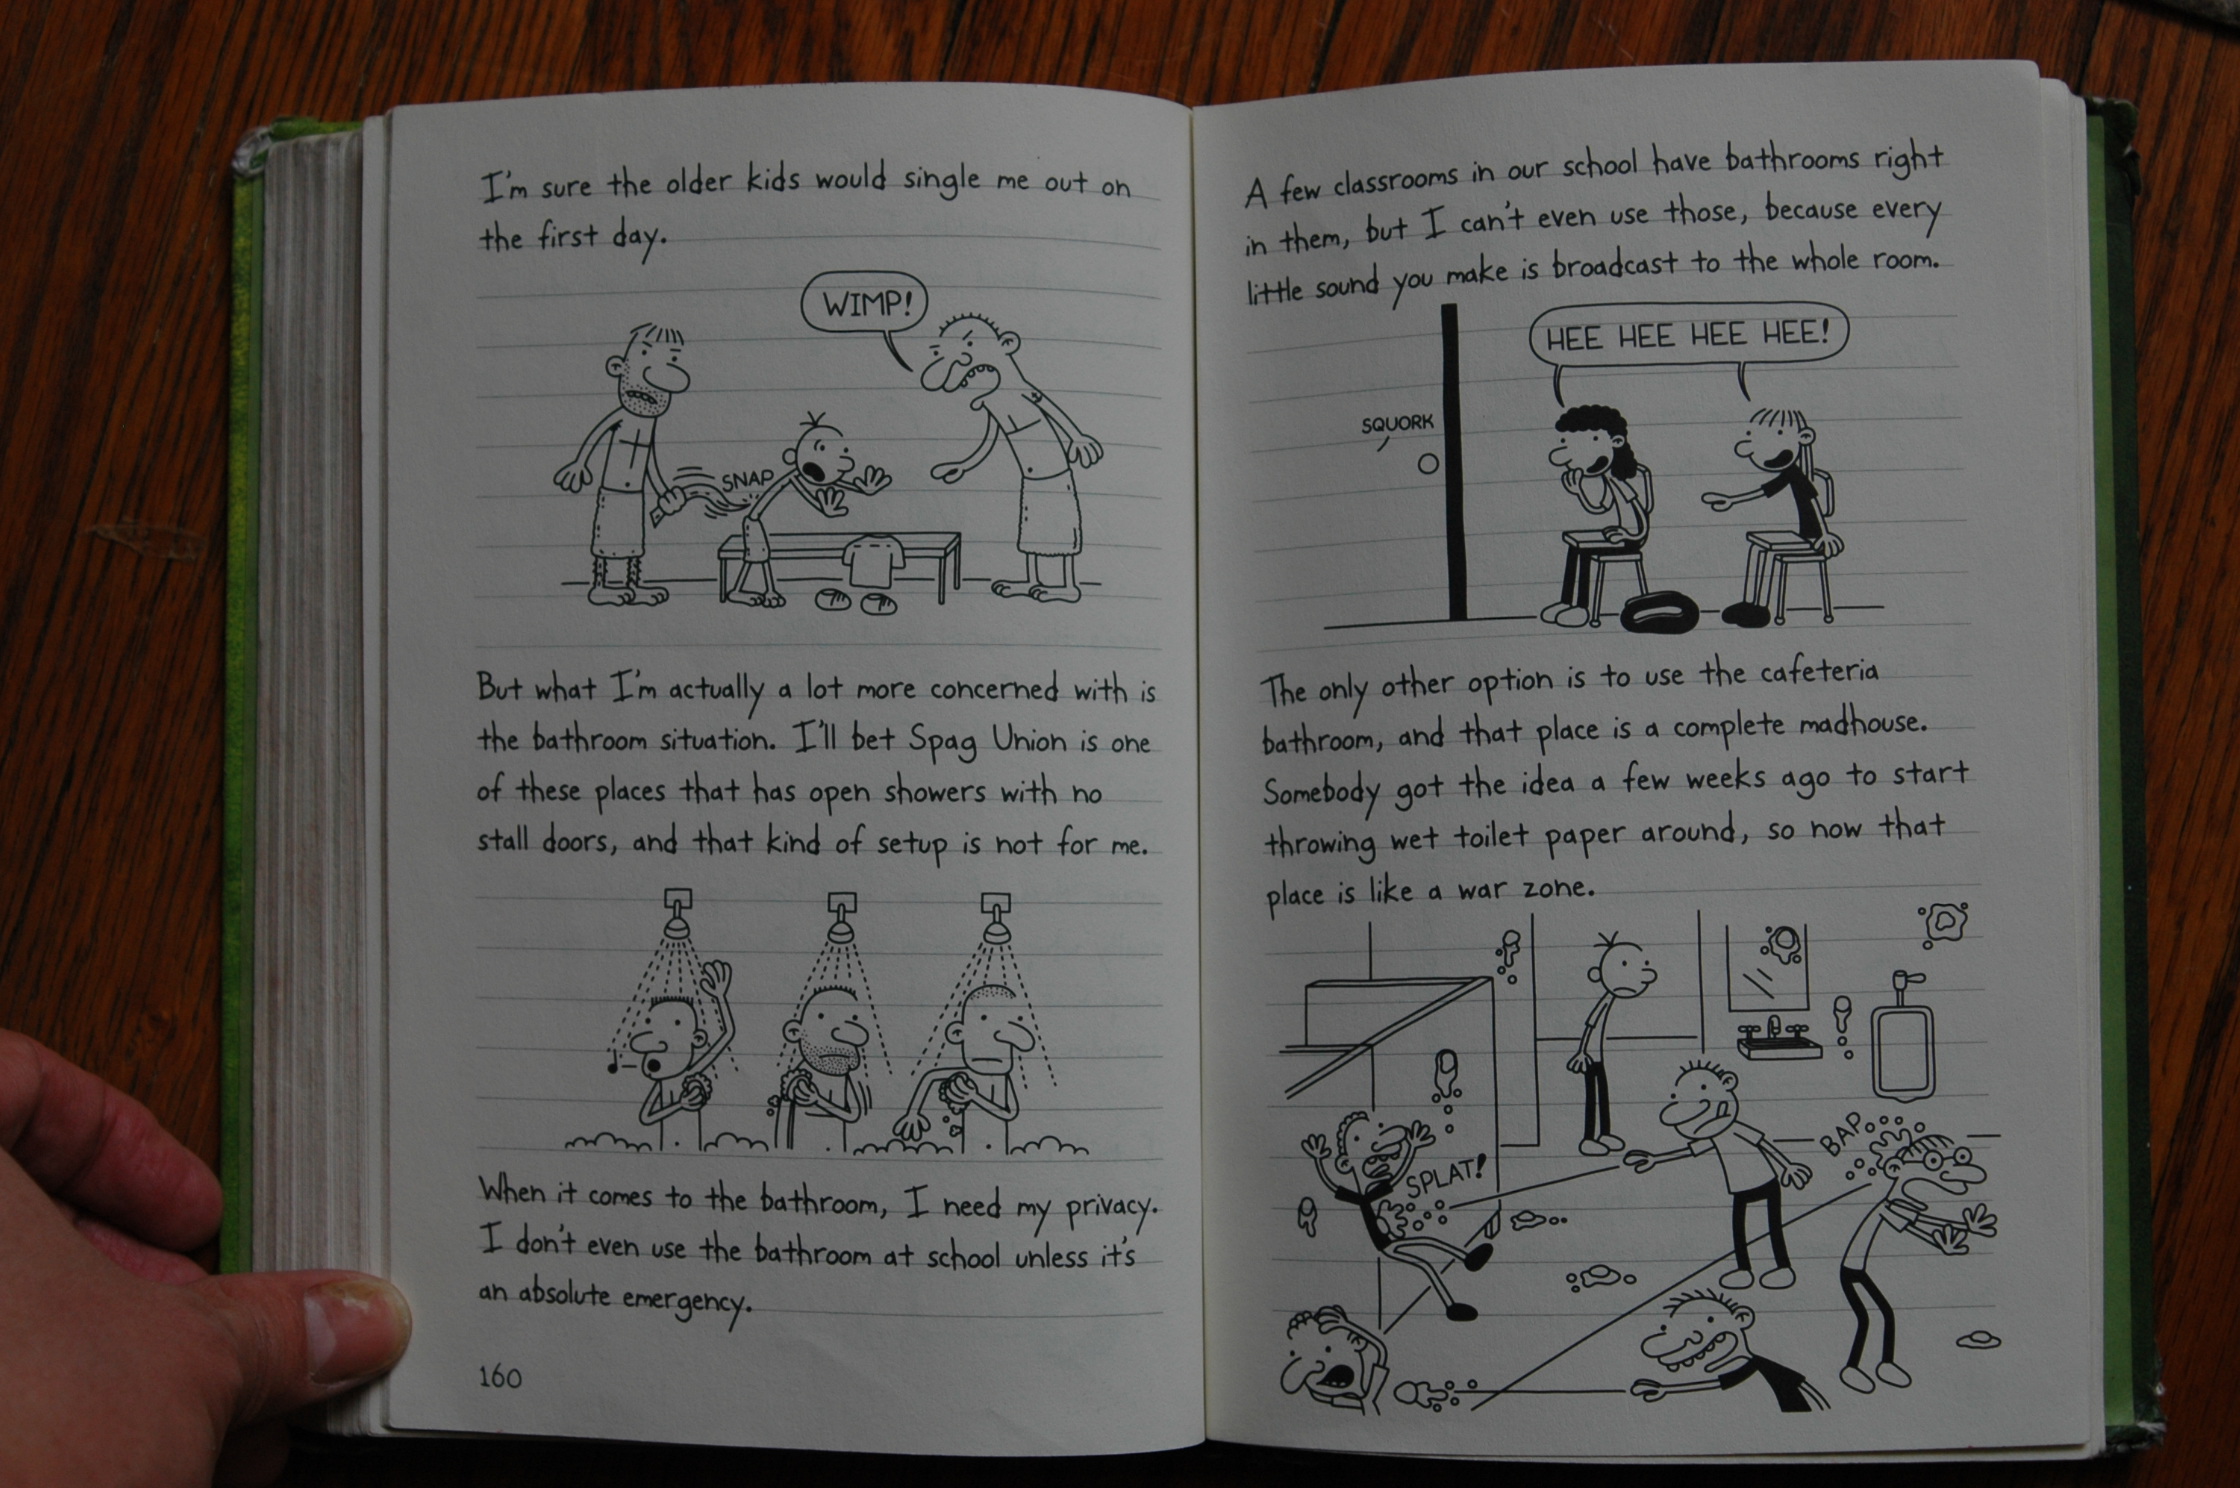 I'm sure the older kids would single me out on
the first day.
WIMP!
SNAP
But what I'm actually a lot more concerned with is
the bathroom situation. I'll bet Spag Union is one
of these places that has open showers with no
stall doors, and that kind of setup is not for me.
When it comes to the bathroom, I need my privacy.
I don't even use the bathroom at school unless it's
an absolute emergency.
160
A few classrooms in our school have bathrooms right
in them, but I can't even use those, because every
little sound you make is broadcast to the whole room.
HEE HEE HEE HEE!
SQUORK
The only other option is to use the cafeteria
bathroom, and that place is a complete madhouse.
Somebody got the idea a few weeks ago to start
throwing wet toilet paper around, so now that
place is like a war zone.
BAP
SPLAT!